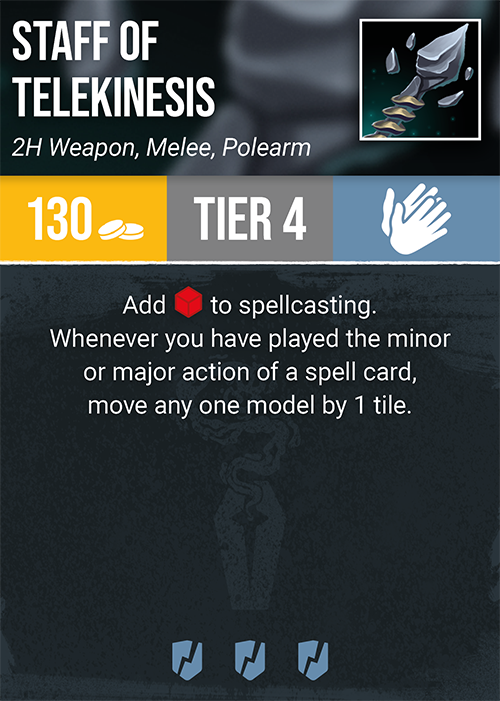 STAFF OF
TELEKINESIS
2H Weapon, Melee, Polearm
130
TIER 4
Add to spellcasting.
Whenever you have played the minor
or major action of a spell card,
move any one model by 1 tile.